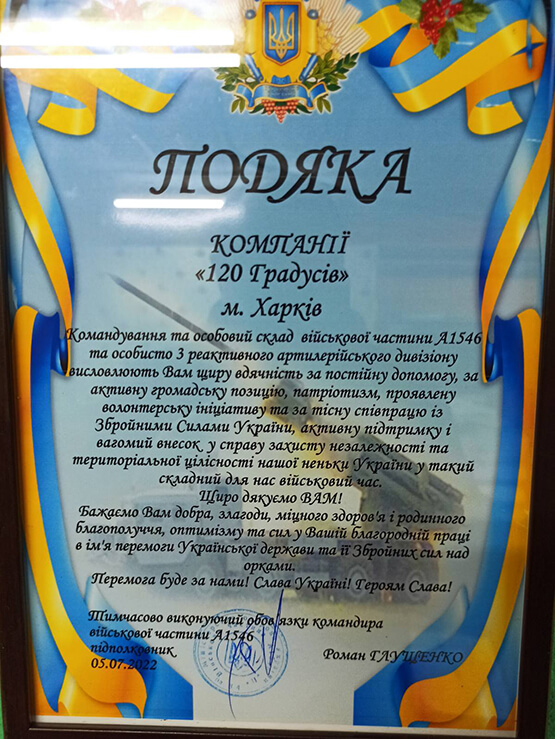 ПОДЯКА
КОМПАНІЇ
«120 Градусів»
м. Харків
Командування та особовий склад військової частини А1546
та особисто 3 реактивного артилерійського дивізіону
висловлюють Вам щиру вдячність за постійну допомогу, за
активну громадську позицію, патріотизм, проявлену
волонтерську ініціативу та за тісну співпрацю із
Збройними Силами України, активну підтримку і
вагомий внесок у справу захисту незалежності та
територіальної цілісності нашої неньки України у такий
складний для нас військовий час.
Щиро дякуємо ВАМ!
Бажаємо Вам добра, злагоди, міцного здоров'я і родинного
благополуччя, оптимізму та сил у Вашій благородній праці
в ім'я перемоги Української держави та її Збройних сил над
орками.
Перемога буде за нами! Слава Україні! Героям Слава!
Тимчасово виконуючий обов'язки командира
військової частини А1546
підполковник Роман ГЛУЩЕНКО
05.07.2022